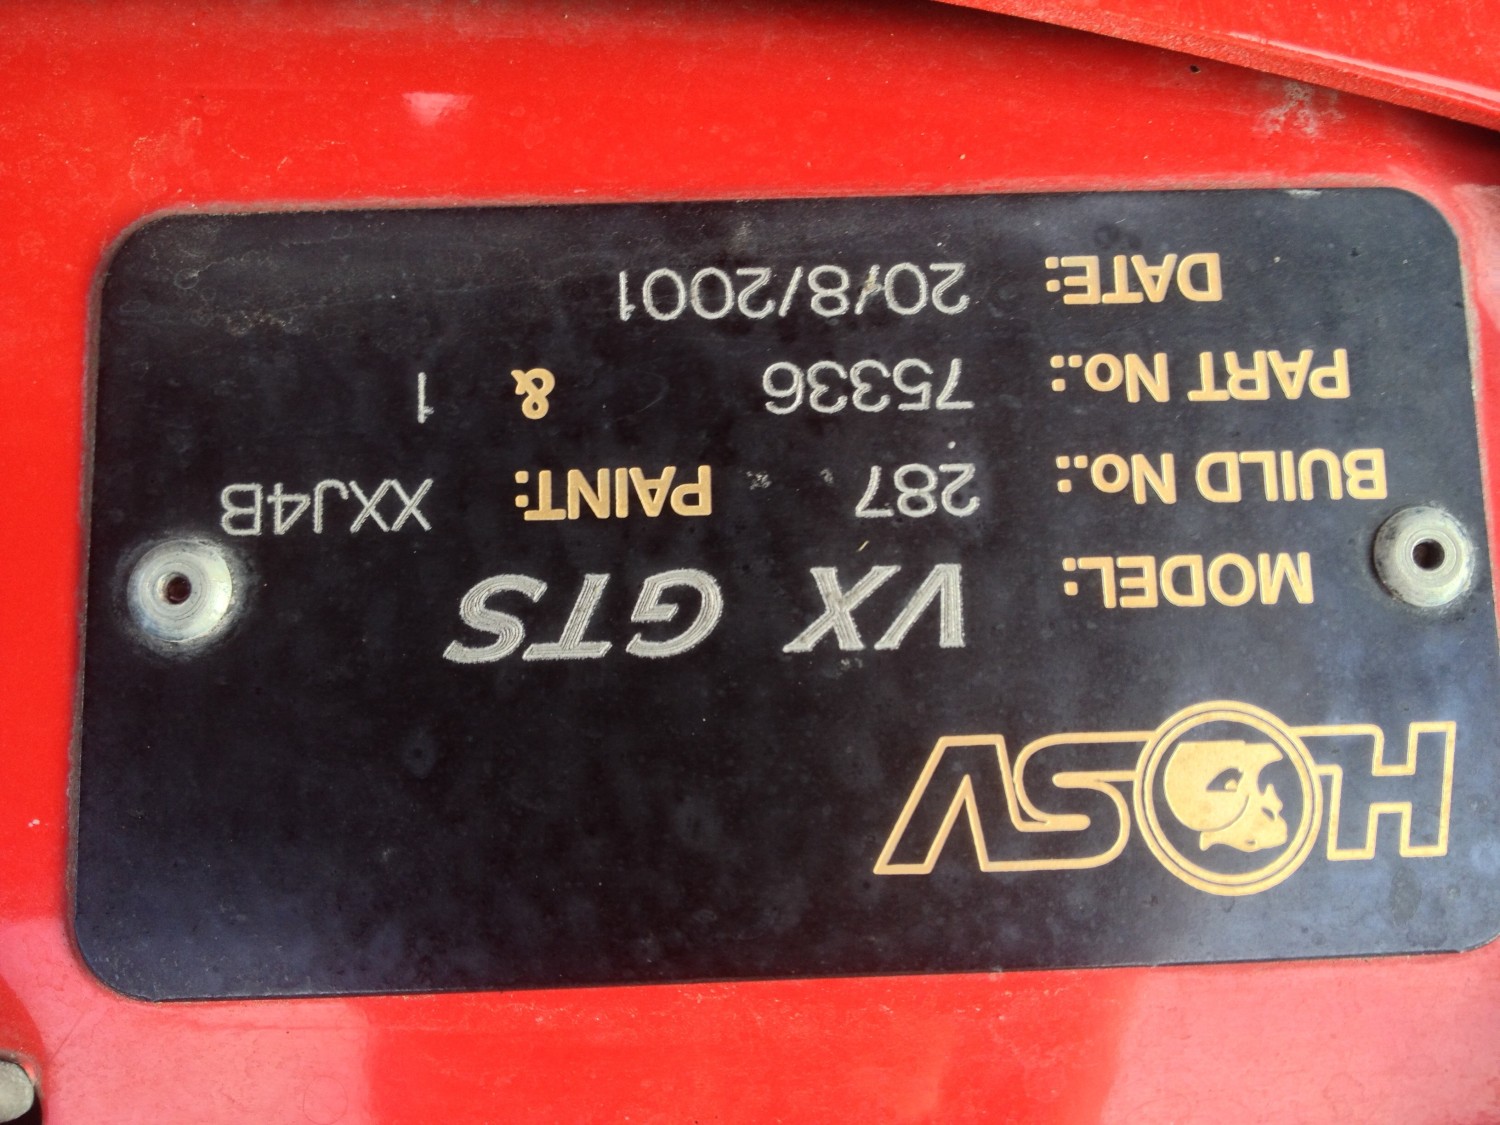 HSV
MODEL: VX GTS
BUILD No.: 287 PAINT: XXJ4B
PART No.: 75336 & 1
DATE: 20/8/2001